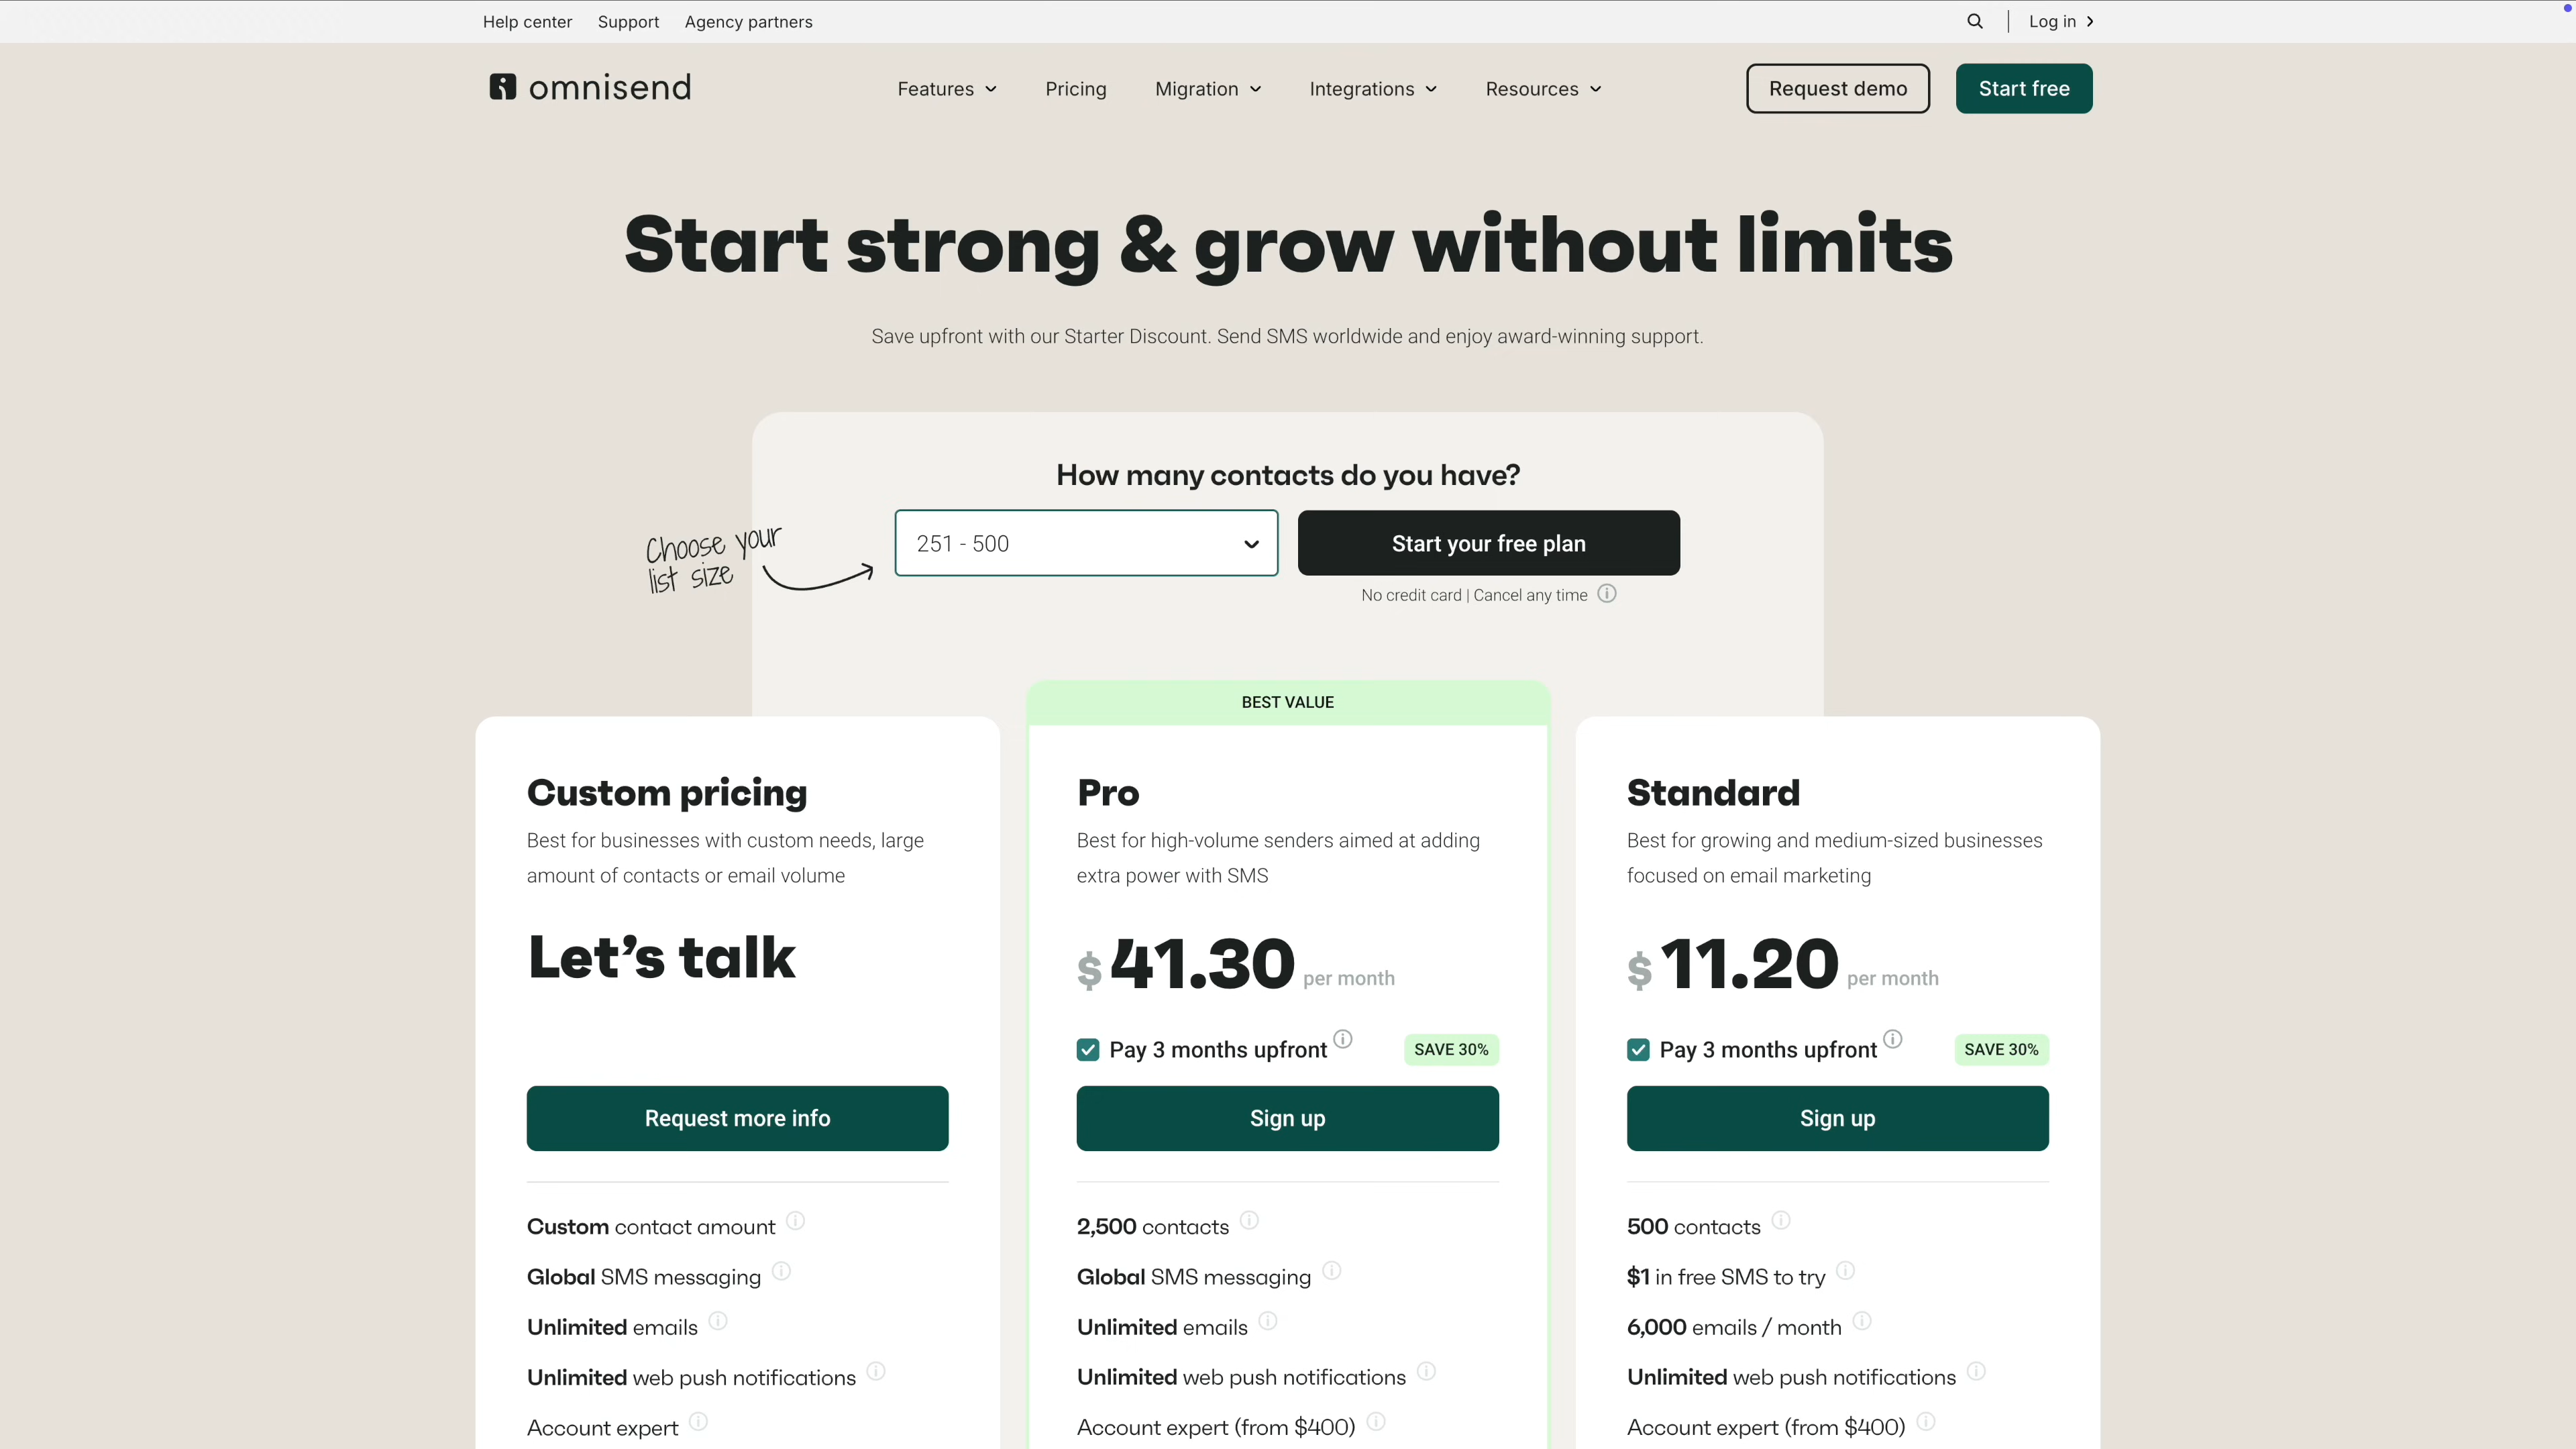 Help center Support Agency partners
Log in
omnisend
Features Pricing Migration Integrations Resources
Request demo
Start free
Start strong & grow without limits
Save upfront with our Starter Discount. Send SMS worldwide and enjoy award-winning support.
How many contacts do you have?
Choose your
list size
251 - 500
Start your free plan
No credit card | Cancel any time
Custom pricing
Best for businesses with custom needs, large
amount of contacts or email volume
Let's talk
Request more info
Custom contact amount
Global SMS messaging
Unlimited emails
Unlimited web push notifications
Account expert
BEST VALUE
Pro
Best for high-volume senders aimed at adding
extra power with SMS
$ 41.30 per month
Pay 3 months upfront SAVE 30%
Sign up
2,500 contacts
Global SMS messaging
Unlimited emails
Unlimited web push notifications
Account expert (from $400)
Standard
Best for growing and medium-sized businesses
focused on email marketing
$ 11.20 per month
Pay 3 months upfront SAVE 30%
Sign up
500 contacts
$1 in free SMS to try
6,000 emails / month
Unlimited web push notifications
Account expert (from $400)